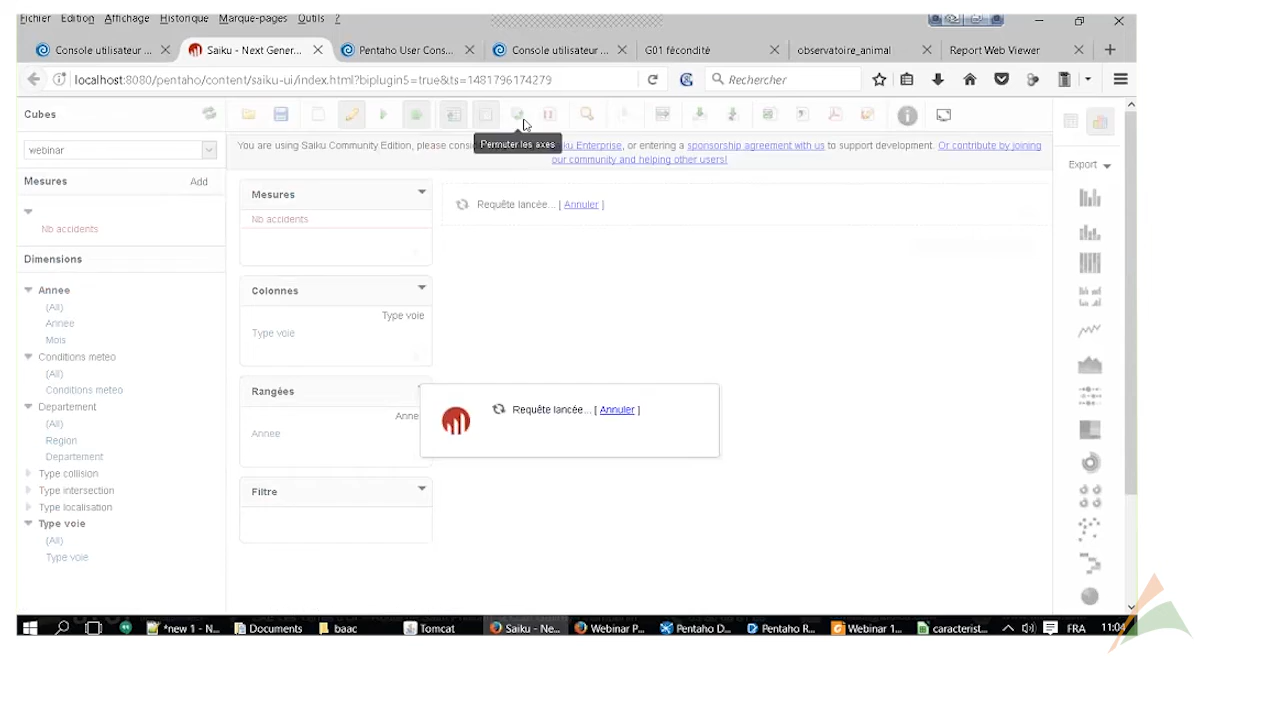 Fichier Edition Affichage Historique Marque-pages Outils ?
Console utilisateur ... Saiku - Next Gener... Pentaho User Cons... Console utilisateur ... G01 fécondité observatoire_animal Report Web Viewer
localhost:8080/pentaho/content/saiku-ui/index.html?biplugin5=true&ts=1481796174279 Rechercher
Cubes
webinar
Mesures Add
Nb accidents
Dimensions
Annee
(All)
Annee
Mois
Conditions meteo
(All)
Conditions meteo
Departement
(All)
Region
Departement
Type collision
Type intersection
Type localisation
Type voie
(All)
Type voie
Permuter les axes
You are using Saiku Community Edition, please consi Enterprise, or entering a sponsorship agreement with us to support development. Or contribute by joining
our community and helping other users!
Mesures
Nb accidents
Colonnes
Type voie
Type voie
Rangées
Anne
Annee
Filtre
Requête lancée... [ Annuler ]
Requête lancée... [ Annuler ]
Export
*new 1 - N... Documents baac Tomcat Saiku - Ne... Webinar P... Pentaho D... Pentaho R... Webinar 1... caracterist... FRA 11:04